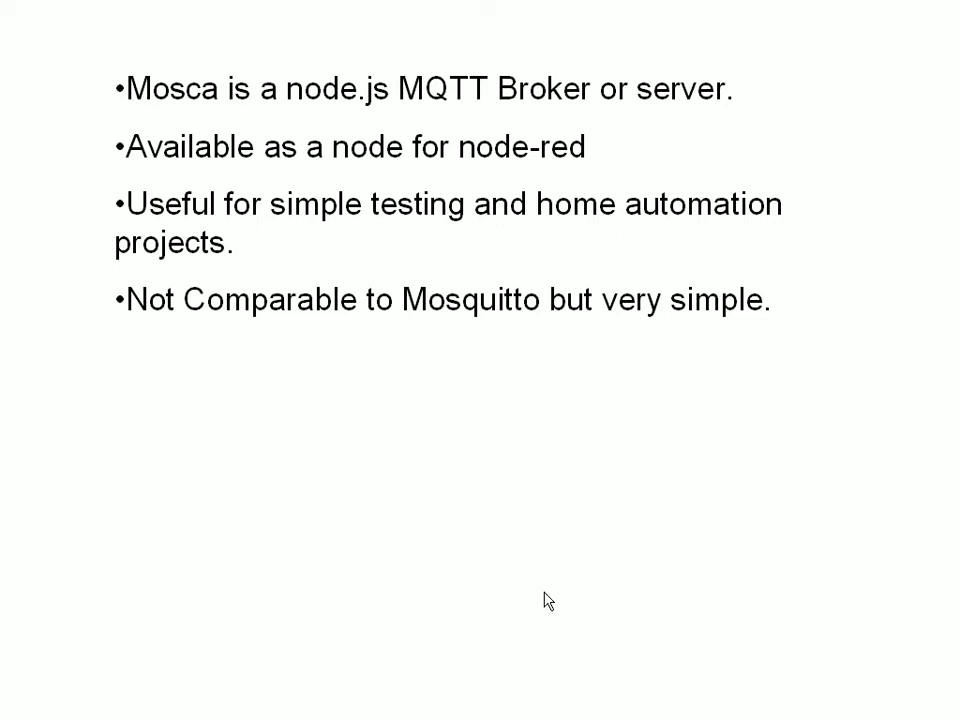 •Mosca is a node.js MQTT Broker or server.
•Available as a node for node-red
•Useful for simple testing and home automation
projects.
•Not Comparable to Mosquitto but very simple.